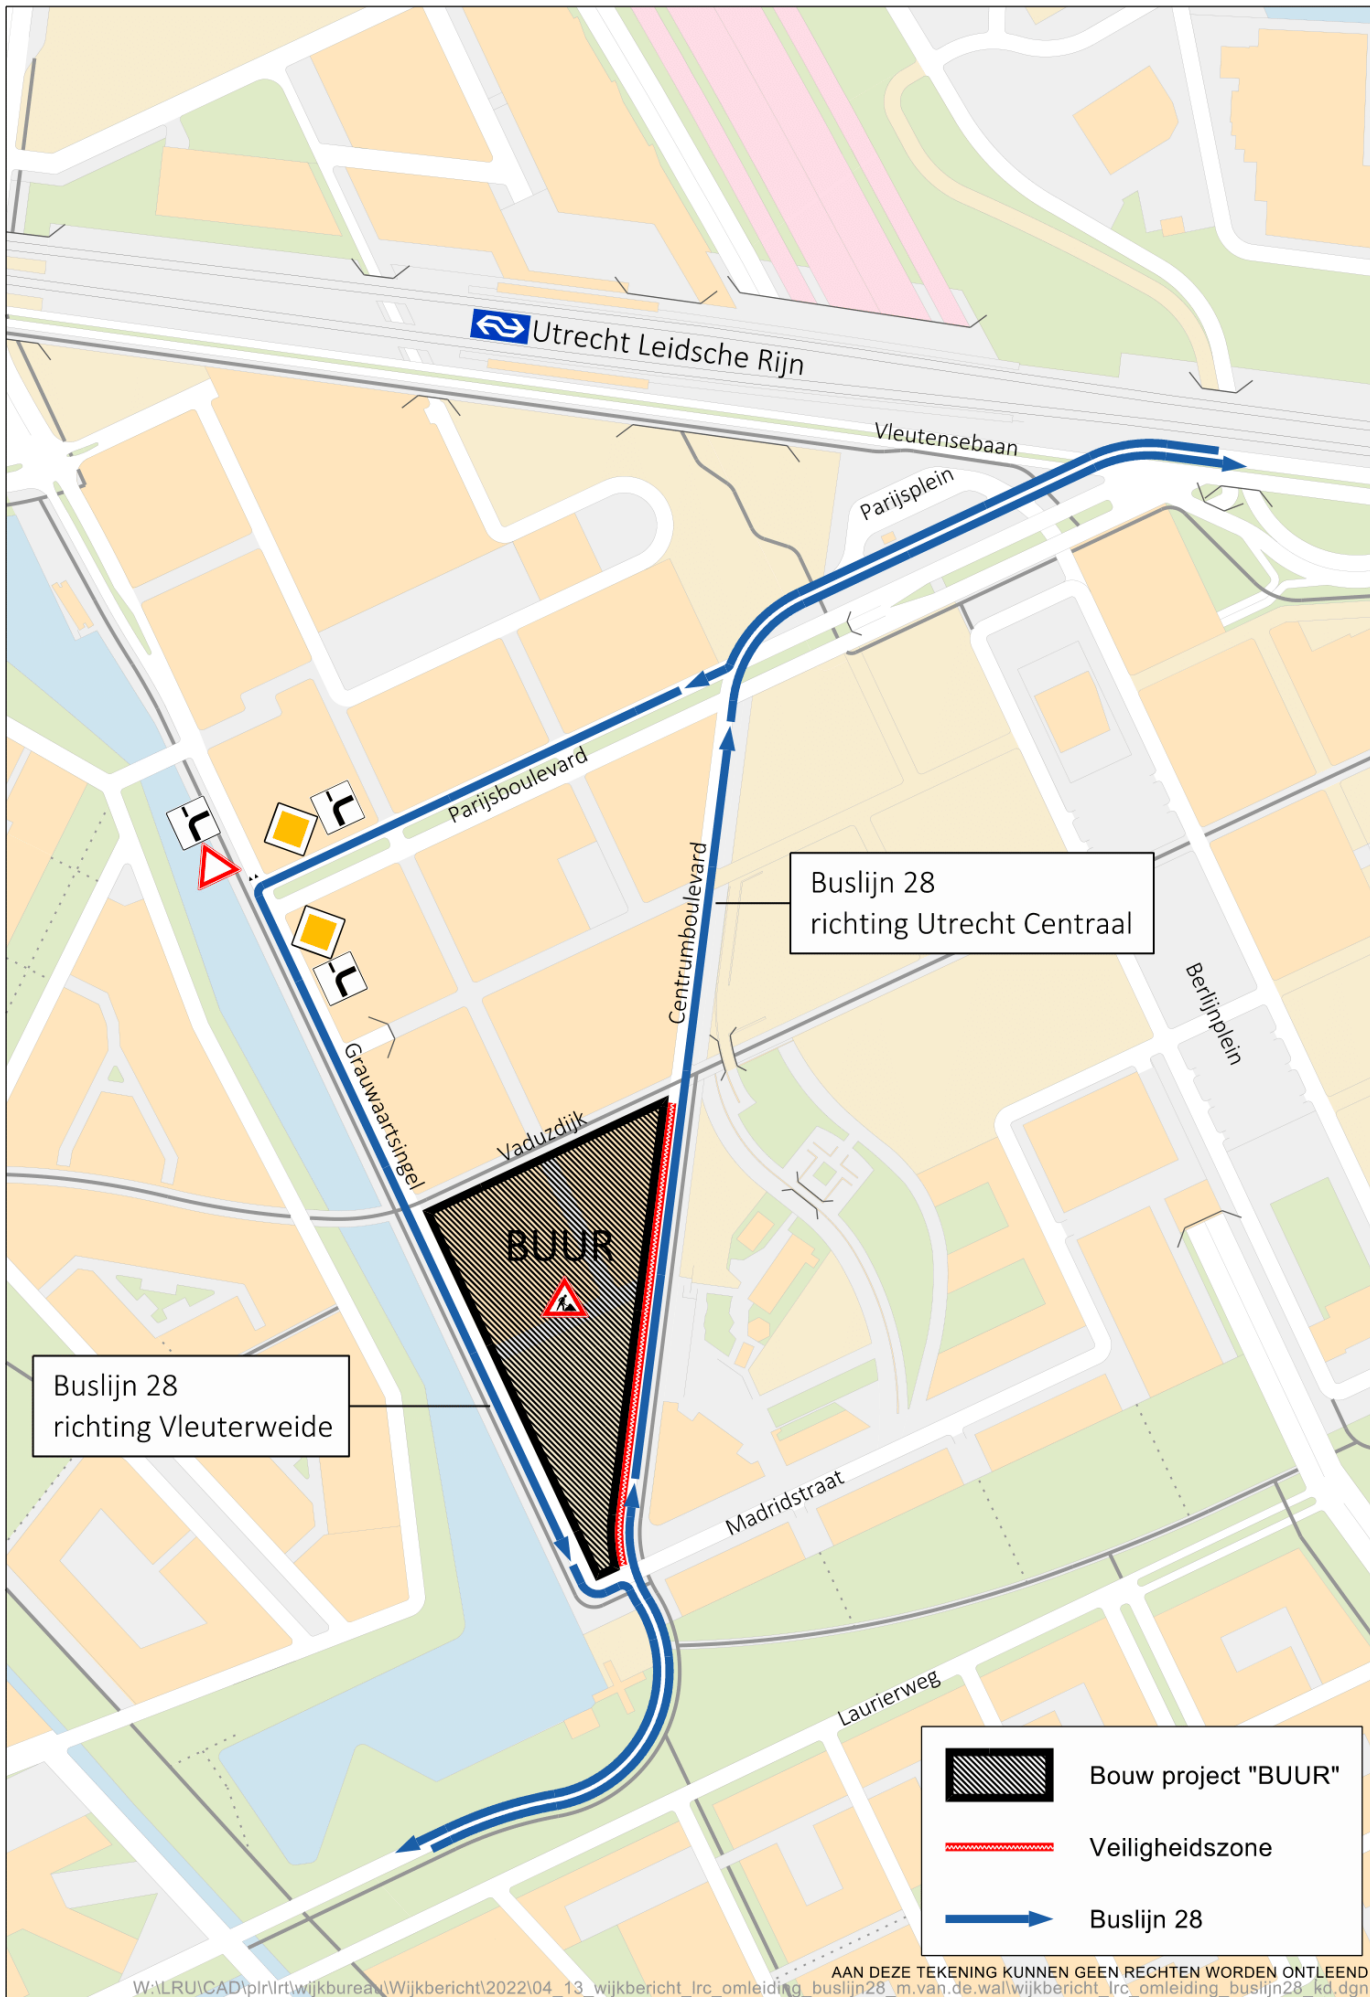 Utrecht Leidsche Rijn
Vleutensebaan
Parijsplein
Parijsboulevard
Buslijn 28
richting Utrecht Centraal
Centrumboulevard
Berlijnplein
Grauwaartsingel
Vaduzdijk
BUUR
Buslijn 28
richting Vleuterweide
Madridstraat
Laurierweg
Bouw project "BUUR"
Veiligheidszone
Buslijn 28
AAN DEZE TEKENING KUNNEN GEEN RECHTEN WORDEN ONTLEEND
W:\LRU\CAD\plr\lrt\wijkbureau\Wijkbericht\2022\04_13_wijkbericht_lrc_omleiding_buslijn28_m.van.de.wal\wijkbericht_lrc_omleiding_buslijn28_kd.dgn